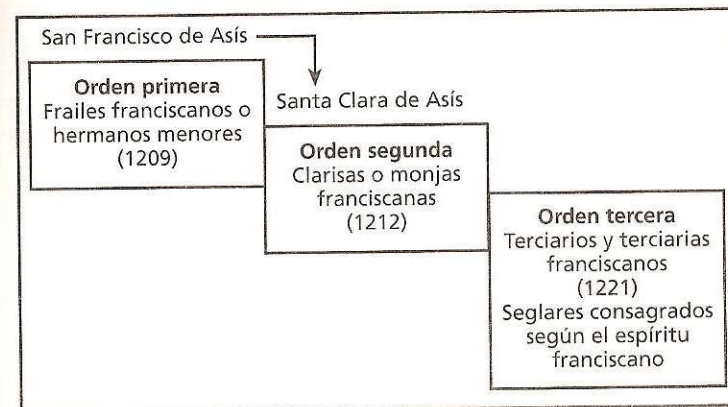 San Francisco de Asís
Orden primera
Frailes franciscanos o
hermanos menores
(1209)
Santa Clara de Asís
Orden segunda
Clarisas o monjas
franciscanas
(1212)
Orden tercera
Terciarios y terciarias
franciscanos
(1221)
Seglares consagrados
según el espíritu
franciscano